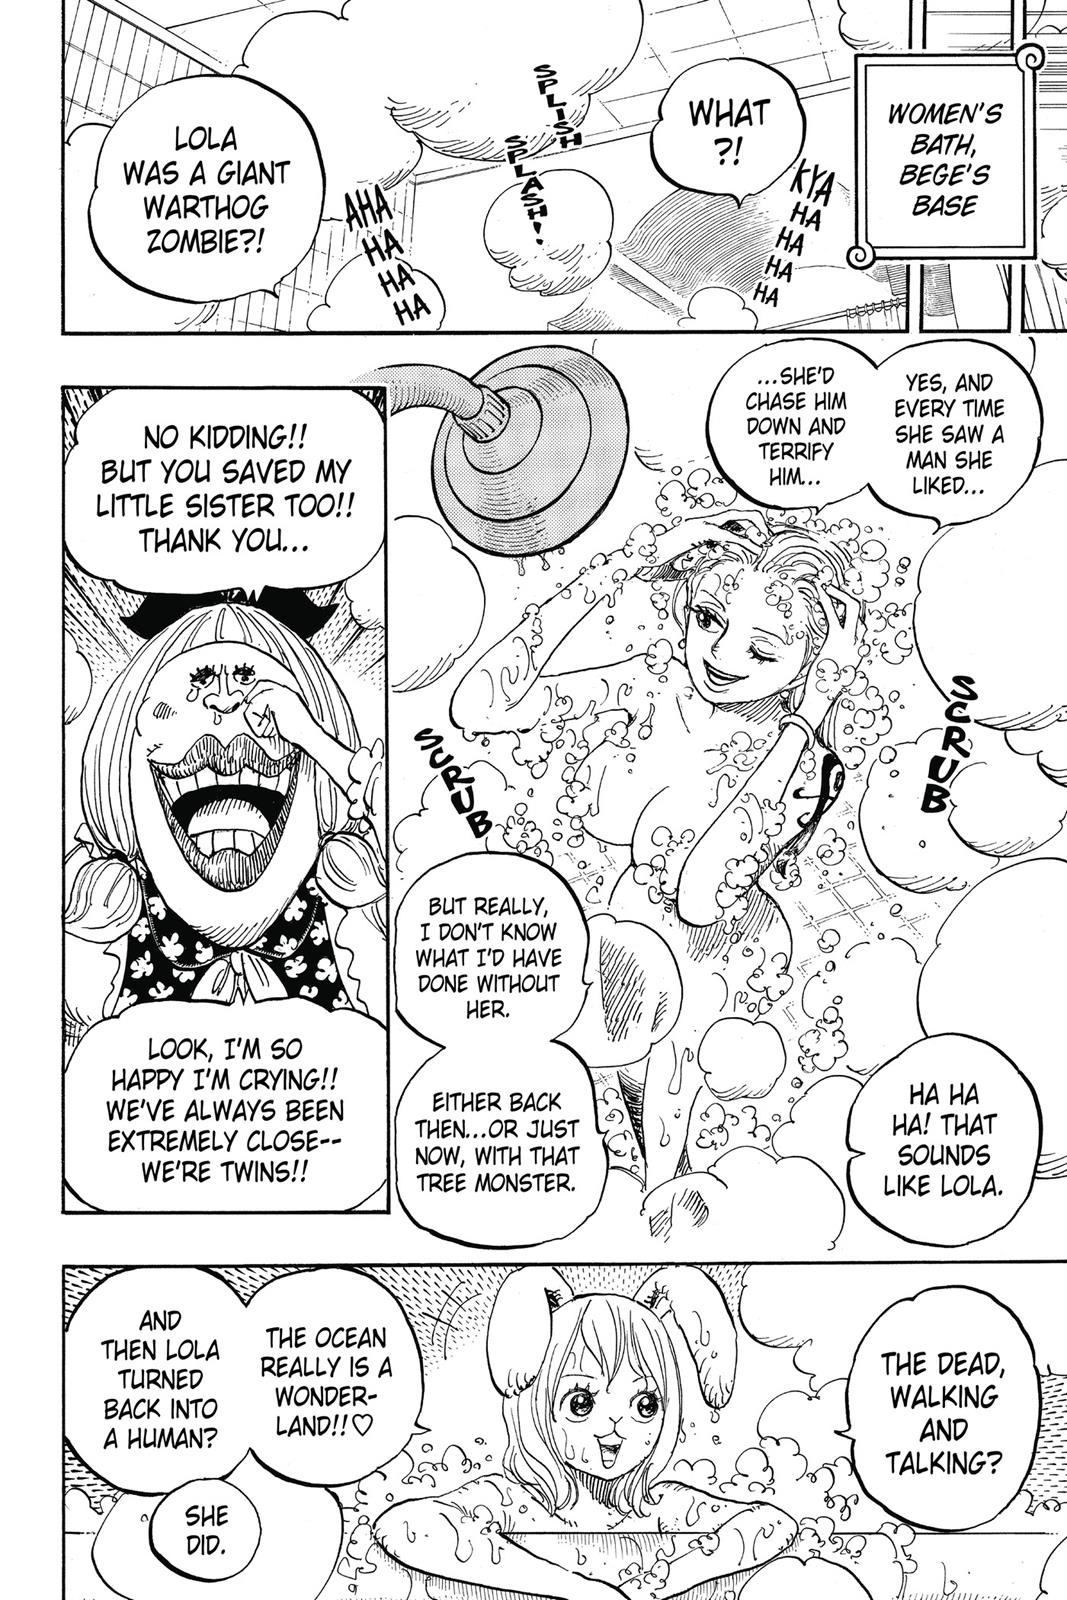 WOMEN'S
BATH,
BEGE'S
BASE
WHAT
?!
KYA
HA
HA
HA
HA
SPLISH
SPLASH!
AHA
HA
HA
HA
LOLA
WAS A GIANT
WARTHOG
ZOMBIE?!
YES, AND
EVERY TIME
SHE SAW A
MAN SHE
LIKED...
...SHE'D
CHASE HIM
DOWN AND
TERRIFY
HIM...
SCRUB
SCRUB
BUT REALLY,
I DON'T KNOW
WHAT I'D HAVE
DONE WITHOUT
HER.
EITHER BACK
THEN...OR JUST
NOW, WITH THAT
TREE MONSTER.
HA HA
HA! THAT
SOUNDS
LIKE LOLA.
NO KIDDING!!
BUT YOU SAVED MY
LITTLE SISTER TOO!!
THANK YOU...
LOOK, I'M SO
HAPPY I'M CRYING!!
WE'VE ALWAYS BEEN
EXTREMELY CLOSE--
WE'RE TWINS!!
THE DEAD,
WALKING
AND
TALKING?
THE OCEAN
REALLY IS A
WONDER-
LAND!!♡
AND
THEN LOLA
TURNED
BACK INTO
A HUMAN?
SHE
DID.